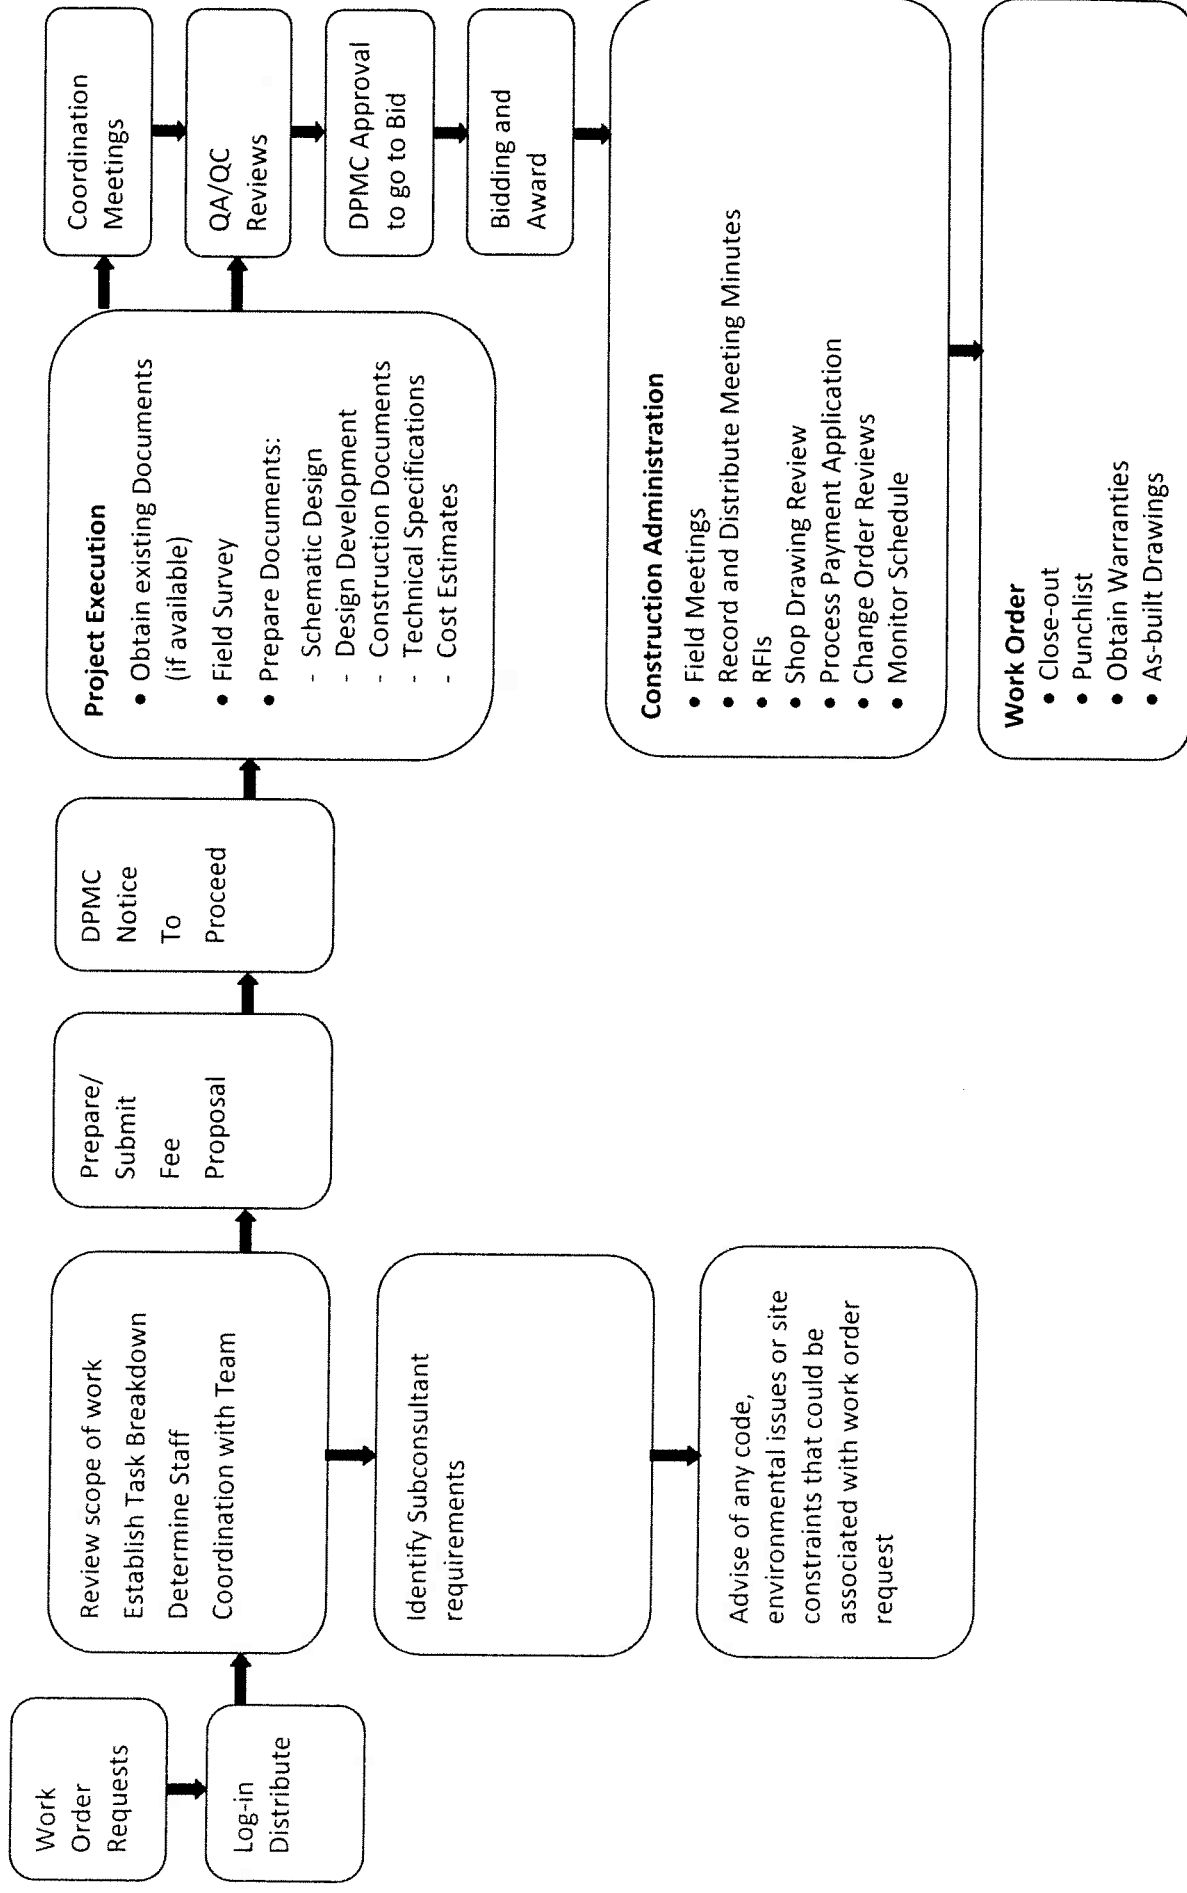 Work
Order
Requests
Log-in
Distribute
Review scope of work
Establish Task Breakdown
Determine Staff
Coordination with Team
Identify Subconsultant
requirements
Advise of any code,
environmental issues or site
constraints that could be
associated with work order
request
Prepare/
Submit
Fee
Proposal
DPMC
Notice
To
Proceed
Project Execution
• Obtain existing Documents
(if available)
• Field Survey
• Prepare Documents:
- Schematic Design
- Design Development
- Construction Documents
- Technical Specifications
- Cost Estimates
Coordination
Meetings
QA/QC
Reviews
DPMC Approval
to go to Bid
Bidding and
Award
Construction Administration
• Field Meetings
• Record and Distribute Meeting Minutes
• RFIs
• Shop Drawing Review
• Process Payment Application
• Change Order Reviews
• Monitor Schedule
Work Order
• Close-out
• Punchlist
• Obtain Warranties
• As-built Drawings